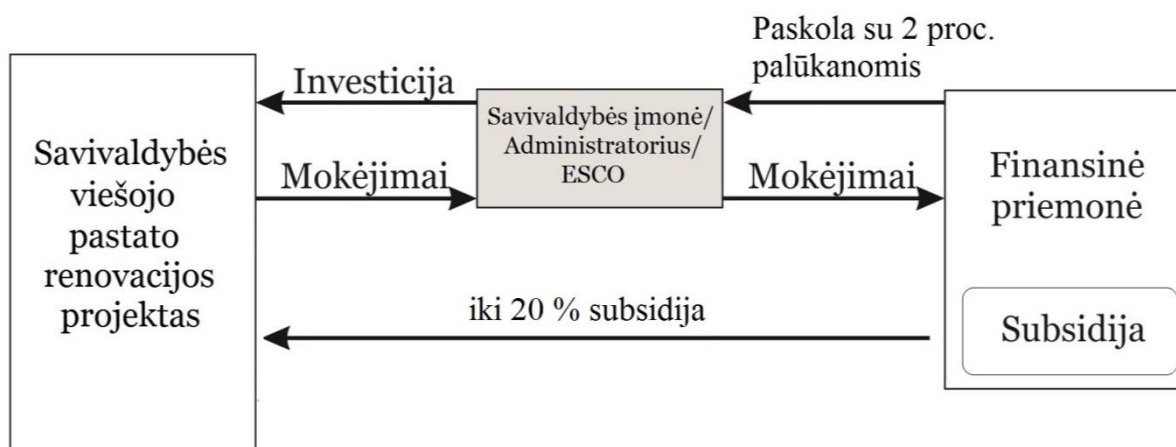 Savivaldybės
viešojo
pastato
renovacijos
projektas
Investicija
Mokėjimai
Savivaldybės įmonė/
Administratorius/
ESCO
Paskola su 2 proc.
palūkanomis
Mokėjimai
Finansinė
priemonė
Subsidija
iki 20 % subsidija